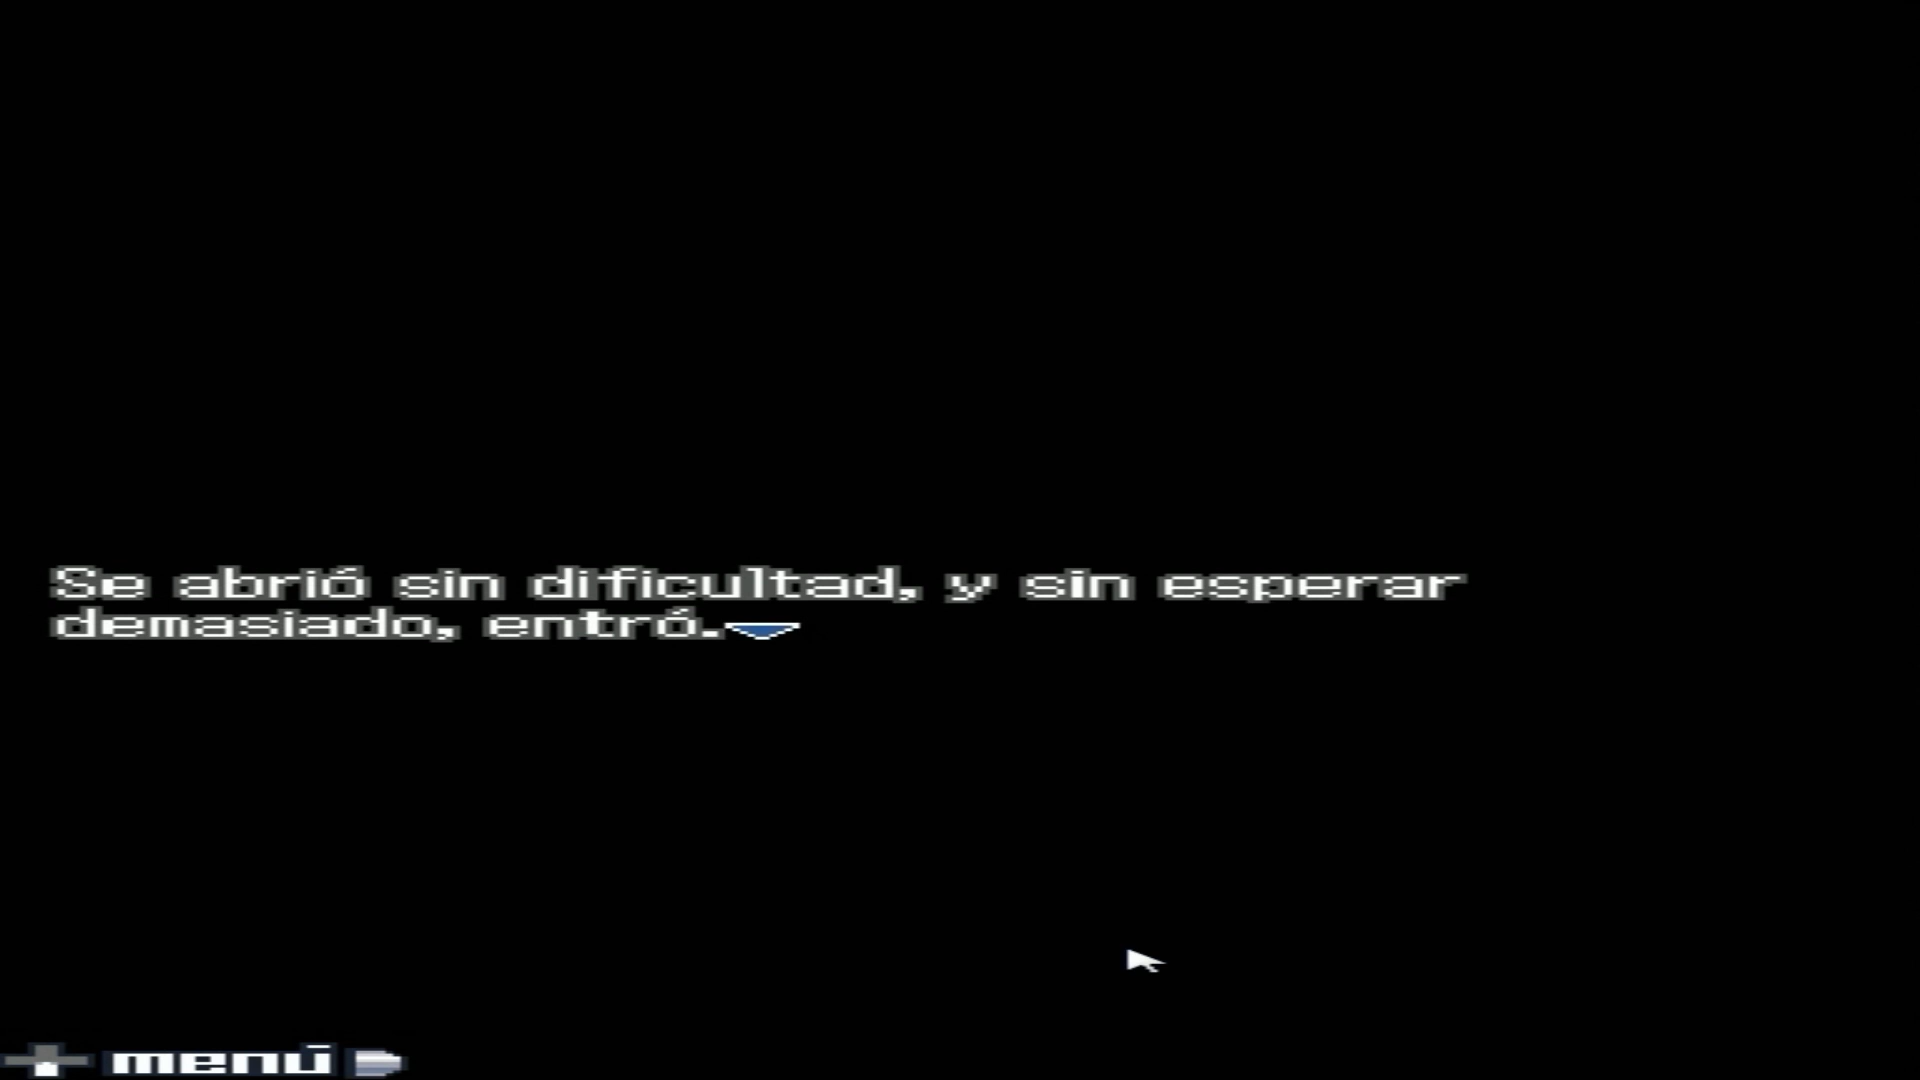 Se abrió sin dificultad, y sin esperar
demasiado, entró.
menú